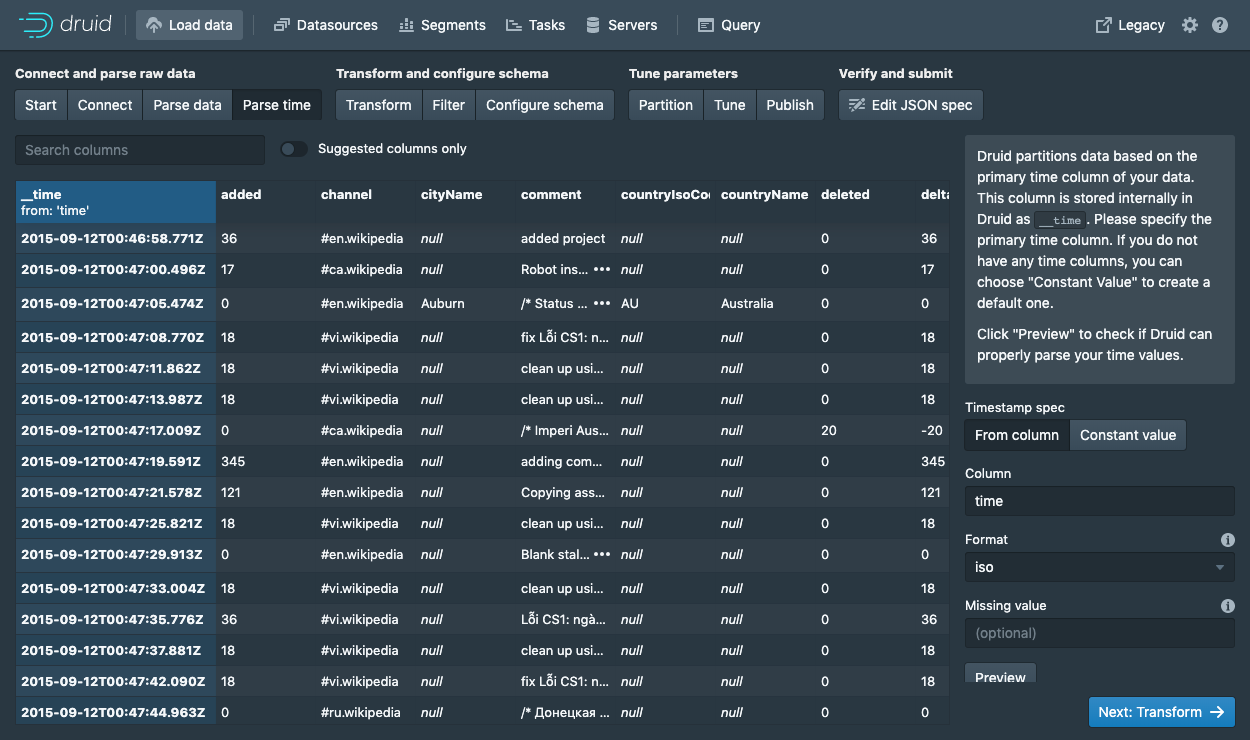 druid Load data Datasources Segments Tasks Servers Query Legacy
Connect and parse raw data Transform and configure schema Tune parameters Verify and submit
Start Connect Parse data Parse time Transform Filter Configure schema Partition Tune Publish Edit JSON spec
Search columns Suggested columns only
__time added channel cityName comment countryIsoCo countryName deleted delta
from: 'time'
2015-09-12T00:46:58.771Z 36 #en.wikipedia null added project null null 0 36
2015-09-12T00:47:00.496Z 17 #ca.wikipedia null Robot ins... ••• null null 0 17
2015-09-12T00:47:05.474Z 0 #en.wikipedia Auburn /* Status ... ••• AU Australia 0 0
2015-09-12T00:47:08.770Z 18 #vi.wikipedia null fix Lỗi CS1: n... null null 0 18
2015-09-12T00:47:11.862Z 18 #vi.wikipedia null clean up usi... null null 0 18
2015-09-12T00:47:13.987Z 18 #vi.wikipedia null clean up usi... null null 0 18
2015-09-12T00:47:17.009Z 0 #ca.wikipedia null /* Imperi Aus... null null 20 -20
2015-09-12T00:47:19.591Z 345 #en.wikipedia null adding com... null null 0 345
2015-09-12T00:47:21.578Z 121 #en.wikipedia null Copying ass... null null 0 121
2015-09-12T00:47:25.821Z 18 #vi.wikipedia null clean up usi... null null 0 18
2015-09-12T00:47:29.913Z 0 #en.wikipedia null Blank stal... ••• null null 0 0
2015-09-12T00:47:33.004Z 18 #vi.wikipedia null clean up usi... null null 0 18
2015-09-12T00:47:35.776Z 36 #vi.wikipedia null Lỗi CS1: ngà... null null 0 36
2015-09-12T00:47:37.881Z 18 #vi.wikipedia null clean up usi... null null 0 18
2015-09-12T00:47:42.090Z 18 #vi.wikipedia null fix Lỗi CS1: n... null null 0 18
2015-09-12T00:47:44.963Z 0 #ru.wikipedia null /* Донецкая ... null null 0 0
Druid partitions data based on the
primary time column of your data.
This column is stored internally in
Druid as __time . Please specify the
primary time column. If you do not
have any time columns, you can
choose "Constant Value" to create a
default one.
Click "Preview" to check if Druid can
properly parse your time values.
Timestamp spec
From column Constant value
Column
time
Format
iso
Missing value
(optional)
Preview
Next: Transform